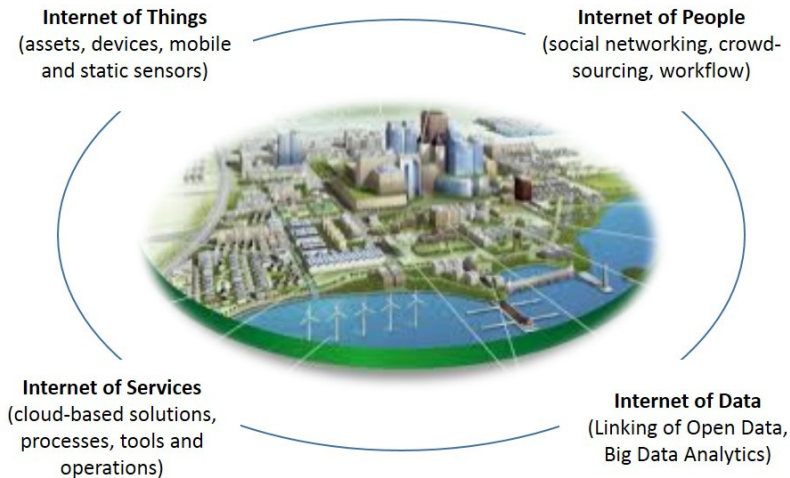 Internet of Things
(assets, devices, mobile
and static sensors)
Internet of People
(social networking, crowd-
sourcing, workflow)
Internet of Services
(cloud-based solutions,
processes, tools and
operations)
Internet of Data
(Linking of Open Data,
Big Data Analytics)